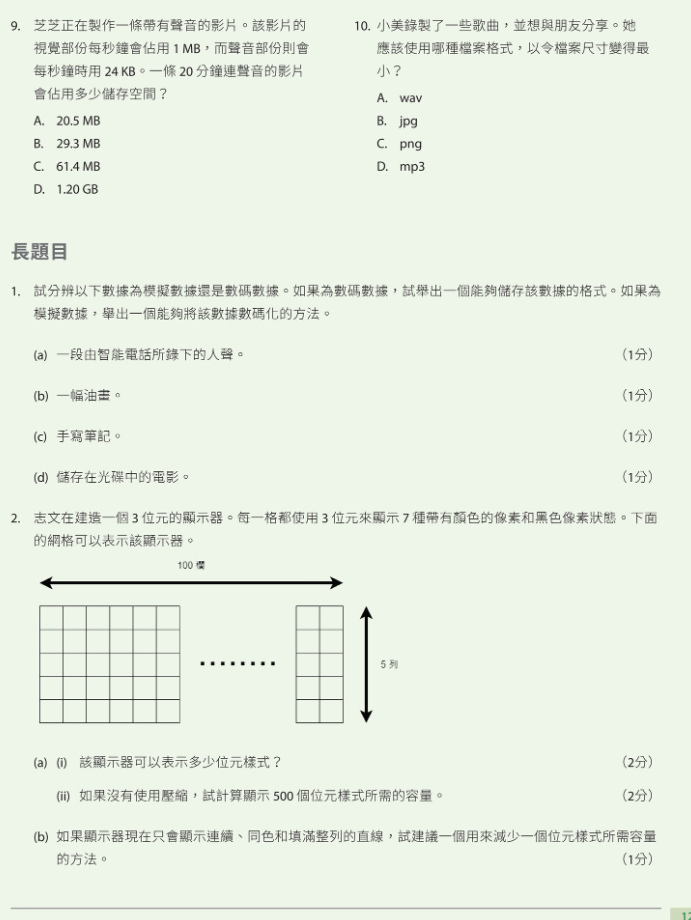 9. 芝芝正在製作一條帶有聲音的影片。該影片的
視覺部份每秒鐘會佔用 1 MB，而聲音部份則會
每秒鐘時用 24 KB。一條 20 分鐘連聲音的影片
會佔用多少儲存空間？
A. 20.5 MB
B. 29.3 MB
C. 61.4 MB
D. 1.20 GB
10. 小美錄製了一些歌曲，並想與朋友分享。她
應該使用哪種檔案格式，以令檔案尺寸變得最
小？
A. wav
B. jpg
C. png
D. mp3
長題目
1. 試分辨以下數據為模擬數據還是數碼數據。如果為數碼數據，試舉出一個能夠儲存該數據的格式。如果為
模擬數據，舉出一個能夠將該數據數碼化的方法。
(a) 一段由智能電話所錄下的人聲。 （1分）
(b) 一幅油畫。 （1分）
(c) 手寫筆記。 （1分）
(d) 儲存在光碟中的電影。 （1分）
2. 志文在建造一個 3 位元的顯示器。每一格都使用 3 位元來顯示 7 種帶有顏色的像素和黑色像素狀態。下面
的網格可以表示該顯示器。
100 欄
5 列
(a) (i) 該顯示器可以表示多少位元樣式？ （2分）
(ii) 如果沒有使用壓縮，試計算顯示 500 個位元樣式所需的容量。 （2分）
(b) 如果顯示器現在只會顯示連續、同色和填滿整列的直線，試建議一個用來減少一個位元樣式所需容量
的方法。 （1分）